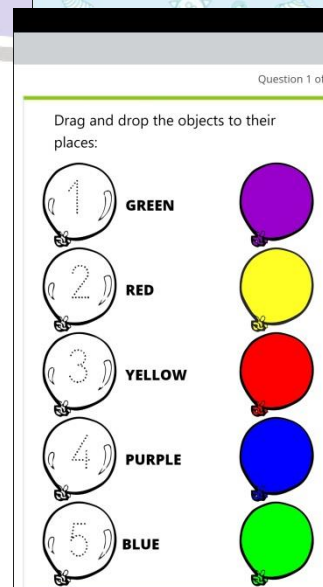 Question 1 of
Drag and drop the objects to their
places:
1 GREEN
2 RED
3 YELLOW
4 PURPLE
5 BLUE